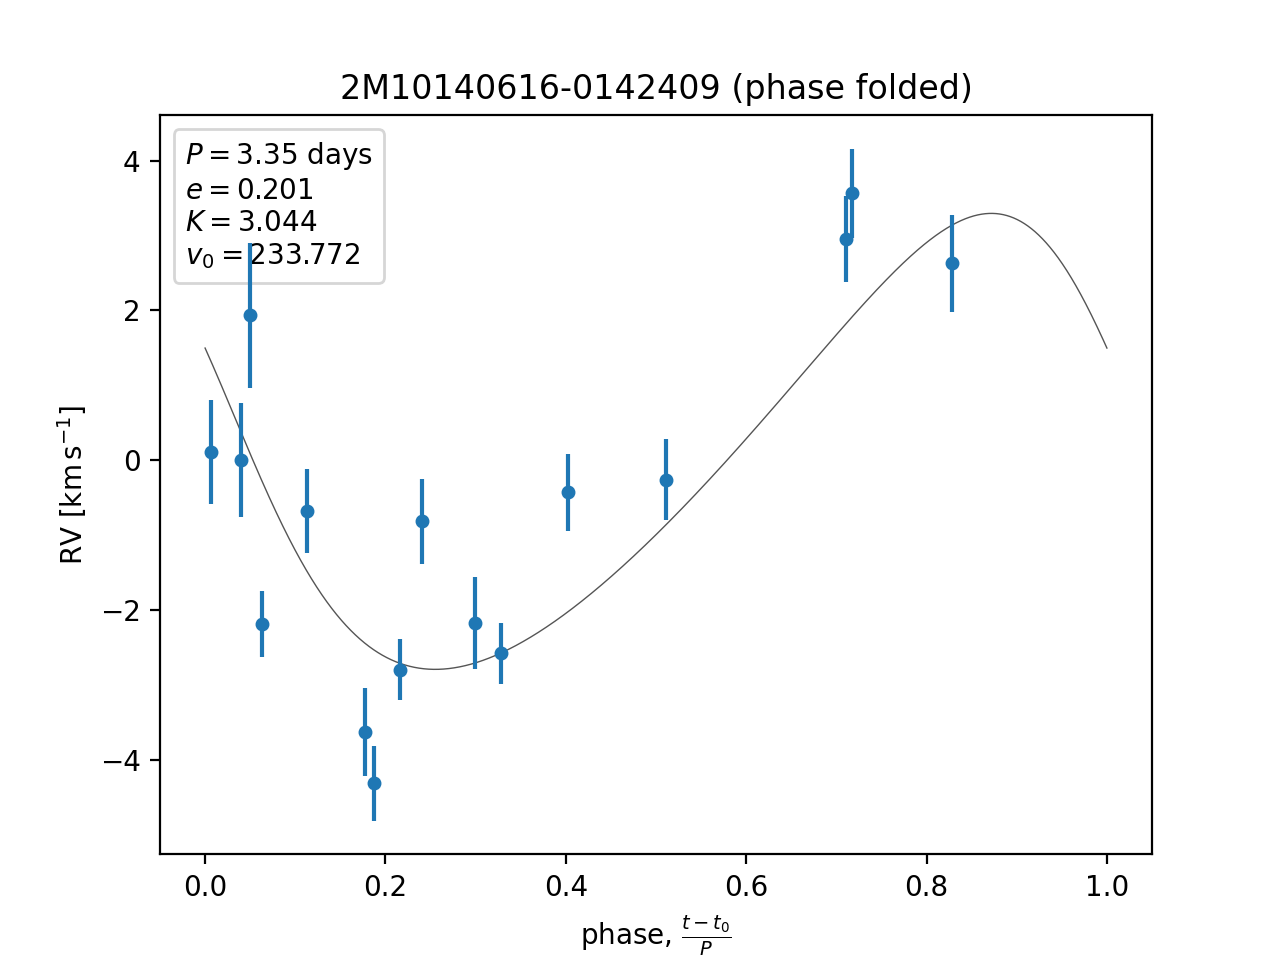 2M10140616-0142409 (phase folded)
P = 3.35 days
e = 0.201
K = 3.044
v₀ = 233.772
4
2
0
−2
−4
RV [km s⁻¹]
0.0 0.2 0.4 0.6 0.8 1.0
phase, (t − t₀)/P